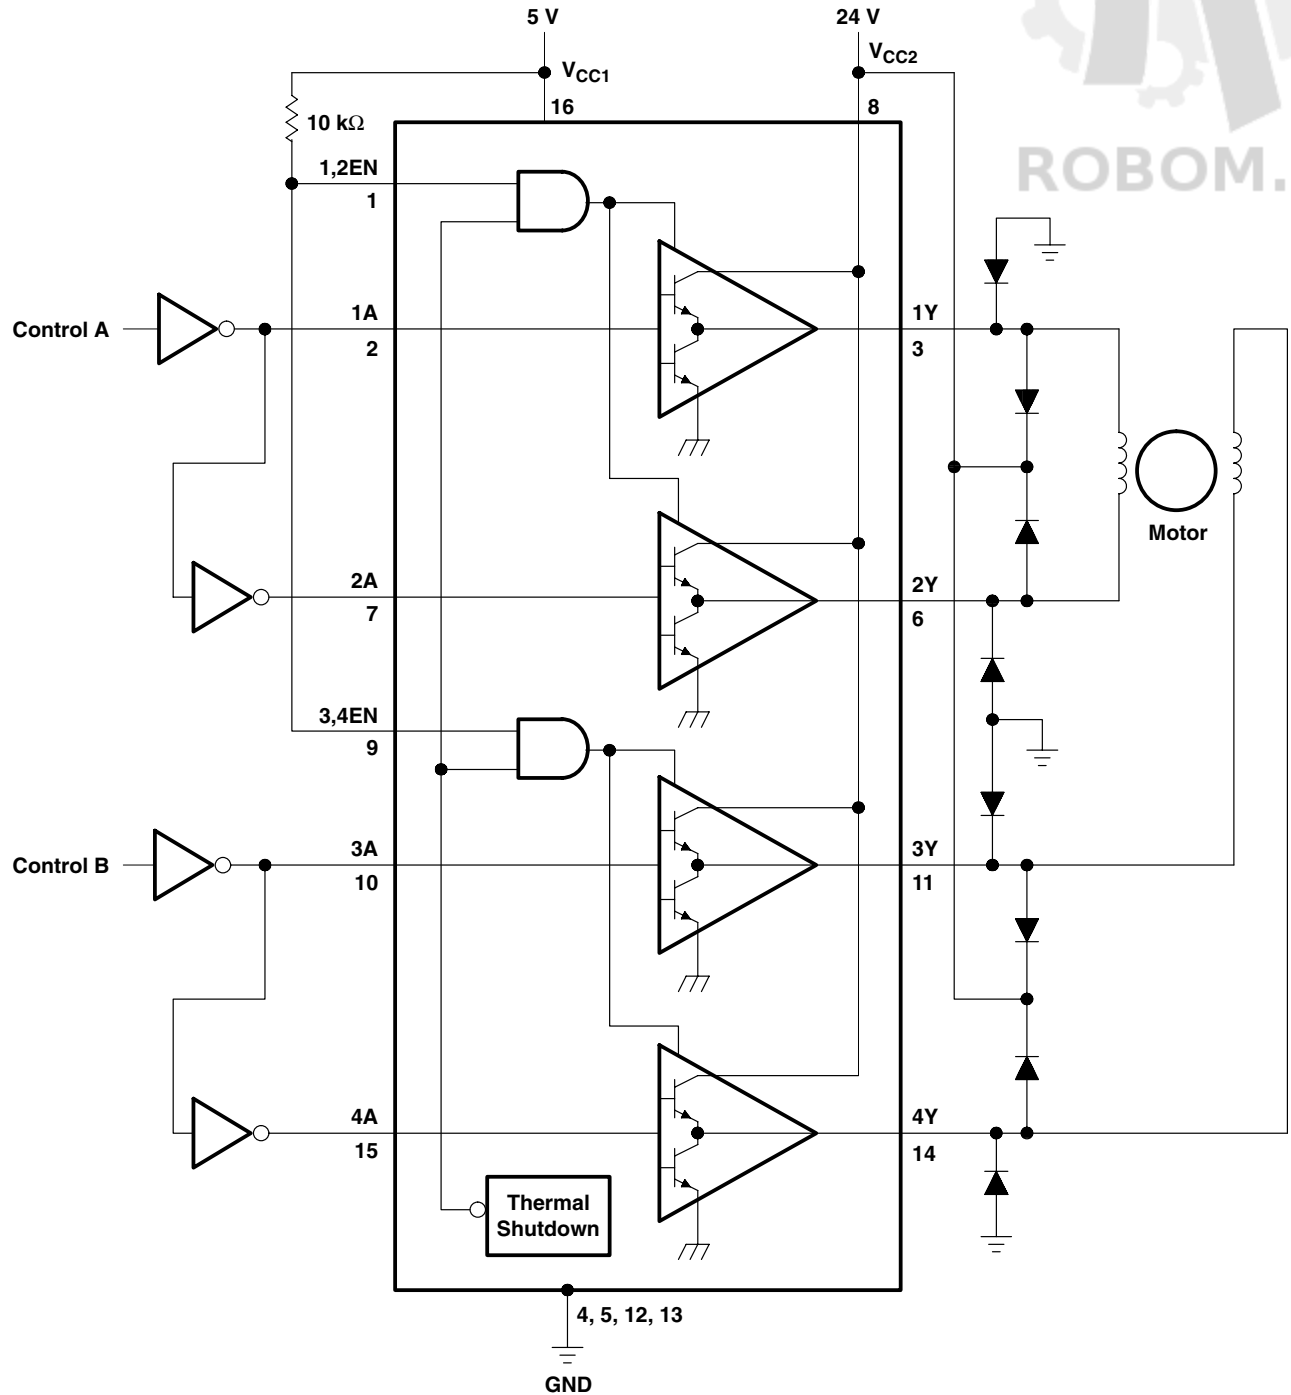 5 V
24 V
VCC1
VCC2
16
8
10 kΩ
ROBOM.
1,2EN
1
Control A
1A
2
1Y
3
Motor
2A
7
2Y
6
3,4EN
9
Control B
3A
10
3Y
11
4A
15
4Y
14
Thermal
Shutdown
4, 5, 12, 13
GND